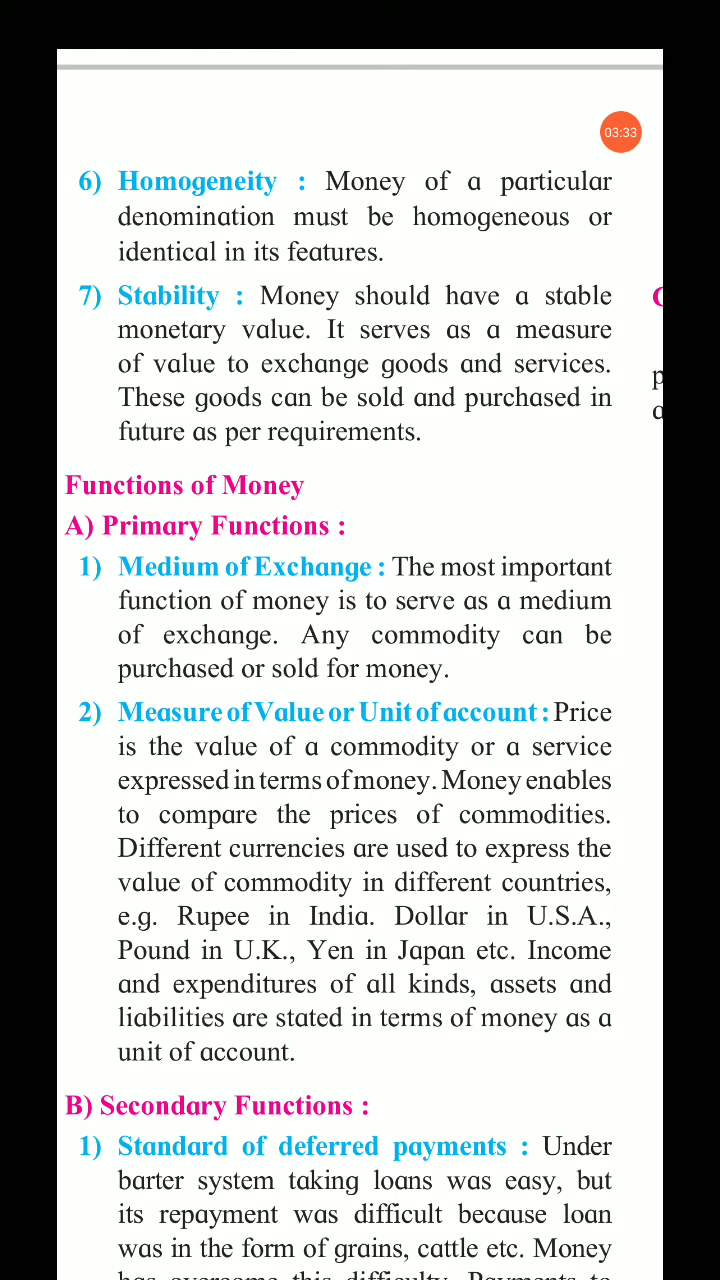 03:33
6) Homogeneity : Money of a particular
denomination must be homogeneous or
identical in its features.
7) Stability : Money should have a stable
monetary value. It serves as a measure
of value to exchange goods and services.
These goods can be sold and purchased in
future as per requirements.
Functions of Money
A) Primary Functions :
1) Medium of Exchange : The most important
function of money is to serve as a medium
of exchange. Any commodity can be
purchased or sold for money.
2) Measure of Value or Unit of account : Price
is the value of a commodity or a service
expressed in terms of money. Money enables
to compare the prices of commodities.
Different currencies are used to express the
value of commodity in different countries,
e.g. Rupee in India. Dollar in U.S.A.,
Pound in U.K., Yen in Japan etc. Income
and expenditures of all kinds, assets and
liabilities are stated in terms of money as a
unit of account.
B) Secondary Functions :
1) Standard of deferred payments : Under
barter system taking loans was easy, but
its repayment was difficult because loan
was in the form of grains, cattle etc. Money
has overcome this difficulty. Payments to